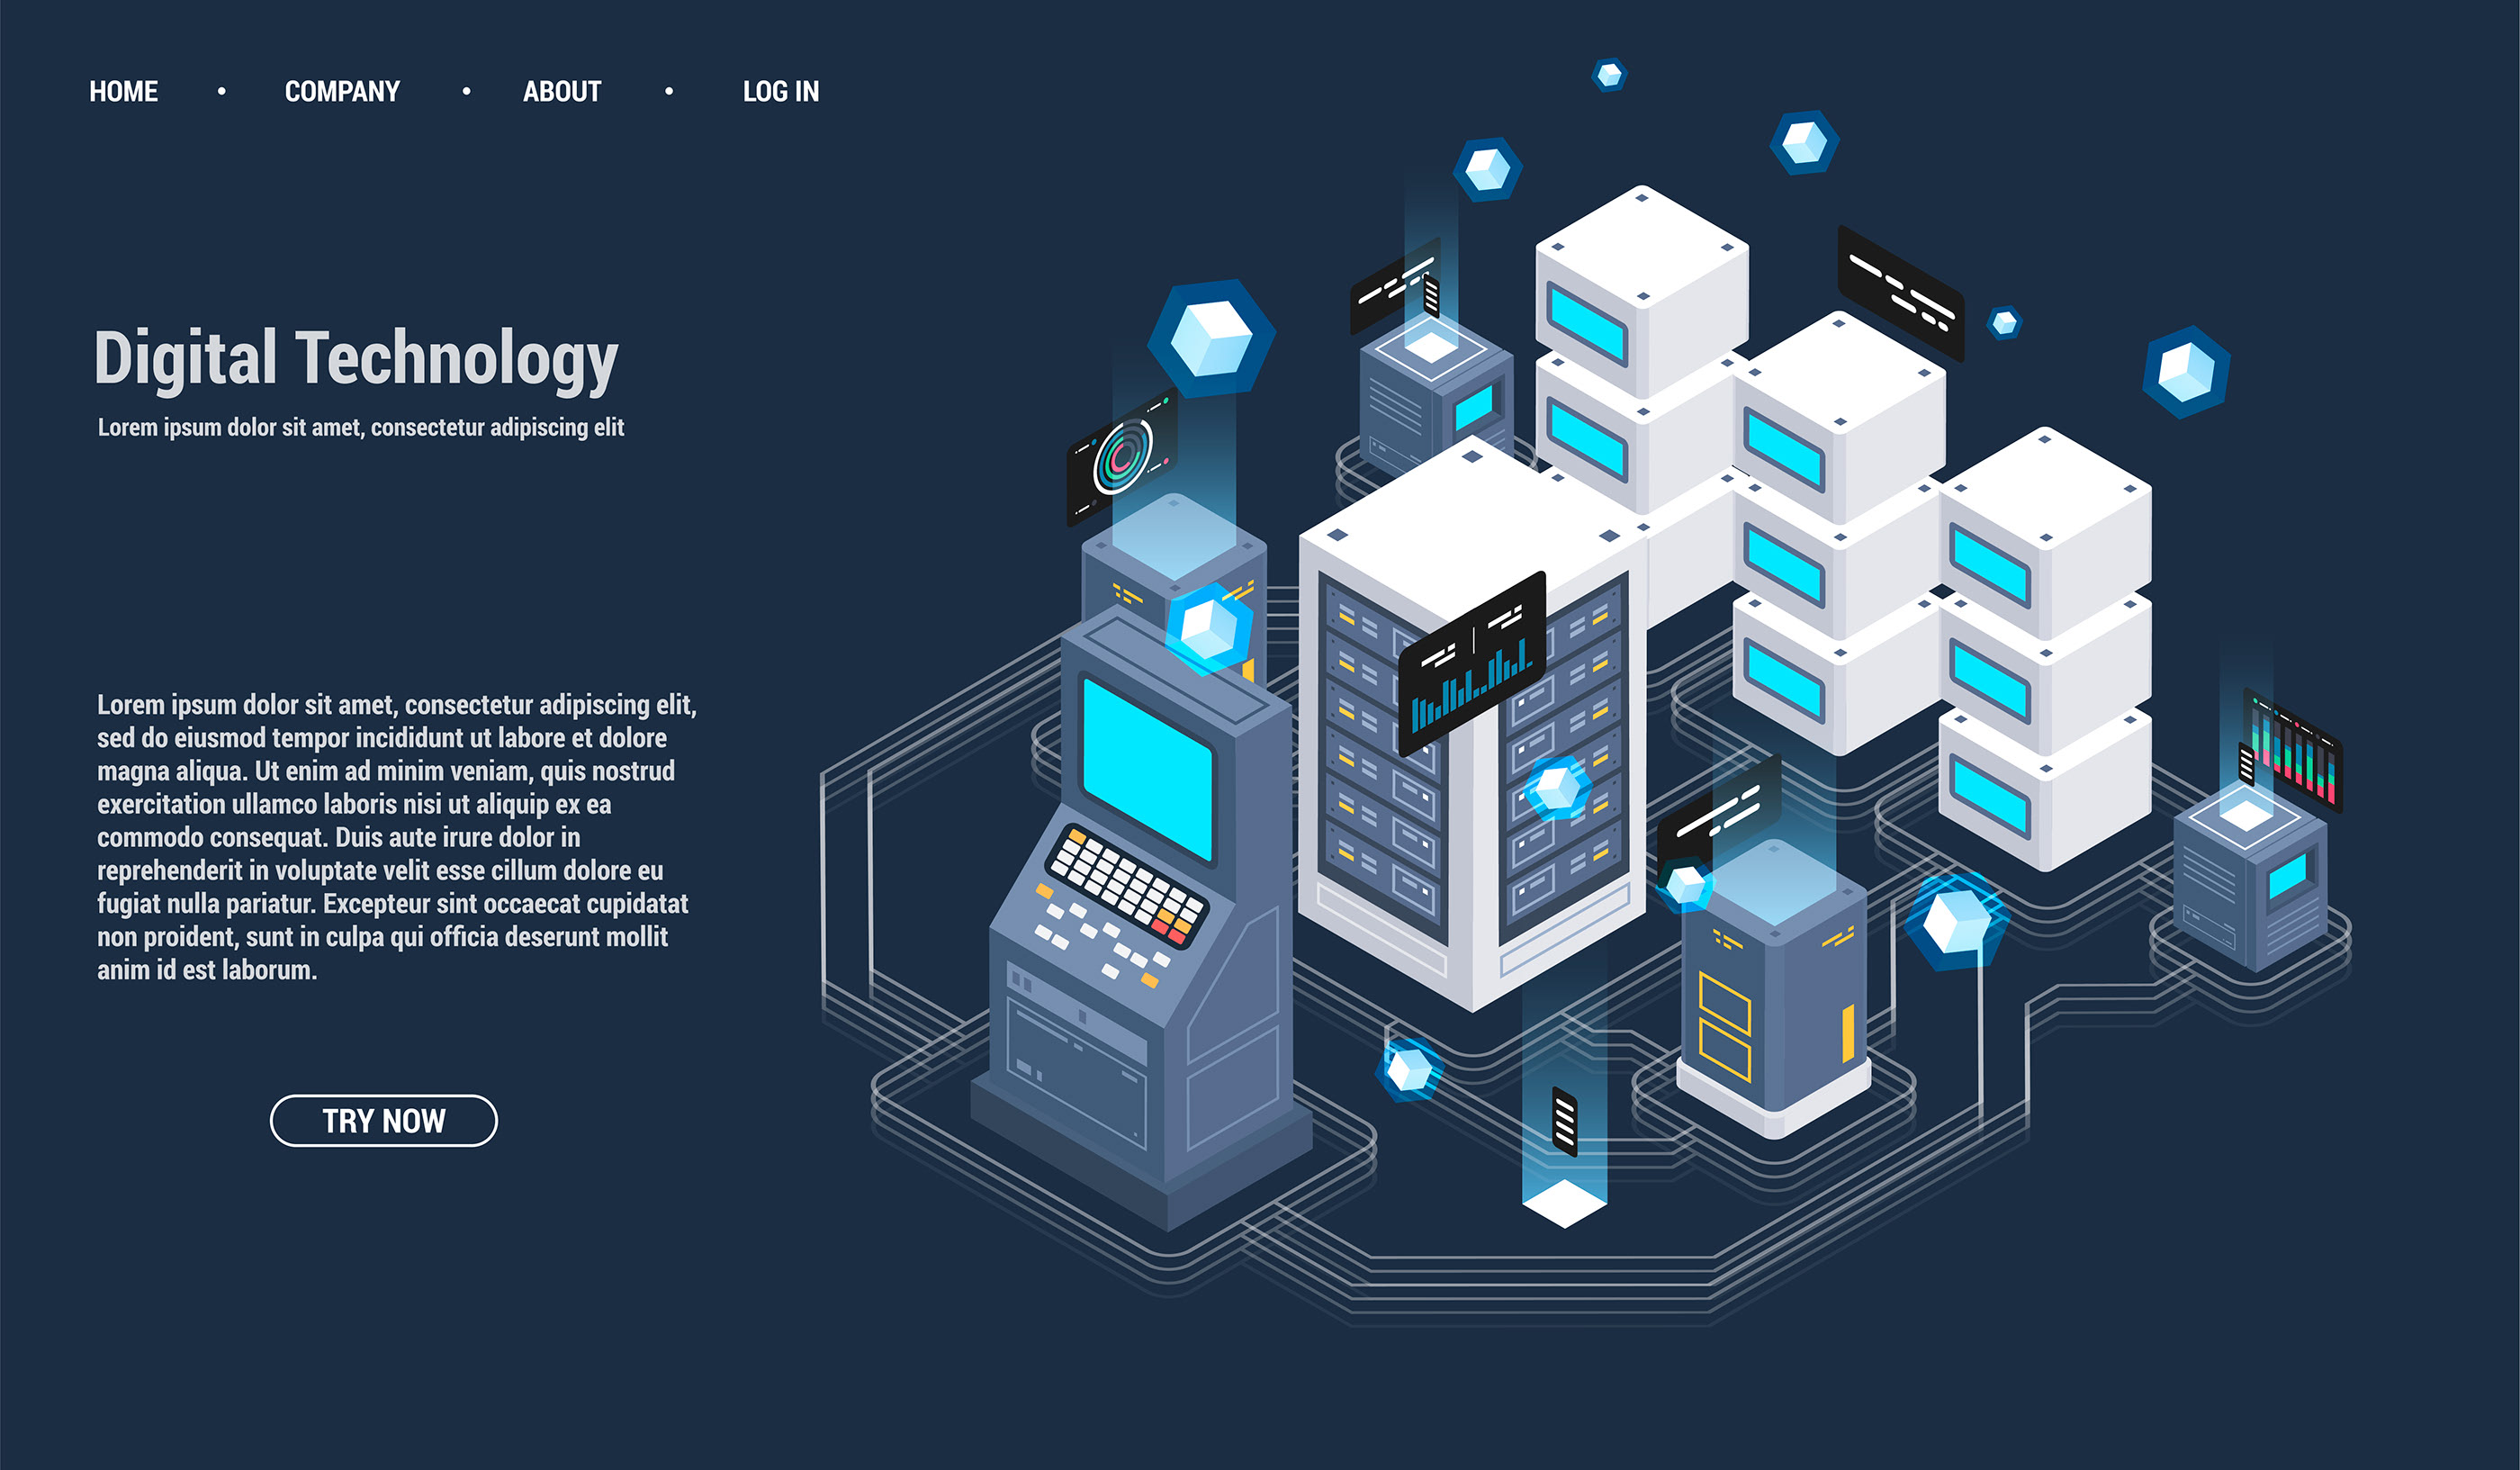 HOME • COMPANY • ABOUT • LOG IN
Digital Technology
Lorem ipsum dolor sit amet, consectetur adipiscing elit
Lorem ipsum dolor sit amet, consectetur adipiscing elit,
sed do eiusmod tempor incididunt ut labore et dolore
magna aliqua. Ut enim ad minim veniam, quis nostrud
exercitation ullamco laboris nisi ut aliquip ex ea
commodo consequat. Duis aute irure dolor in
reprehenderit in voluptate velit esse cillum dolore eu
fugiat nulla pariatur. Excepteur sint occaecat cupidatat
non proident, sunt in culpa qui officia deserunt mollit
anim id est laborum.
TRY NOW